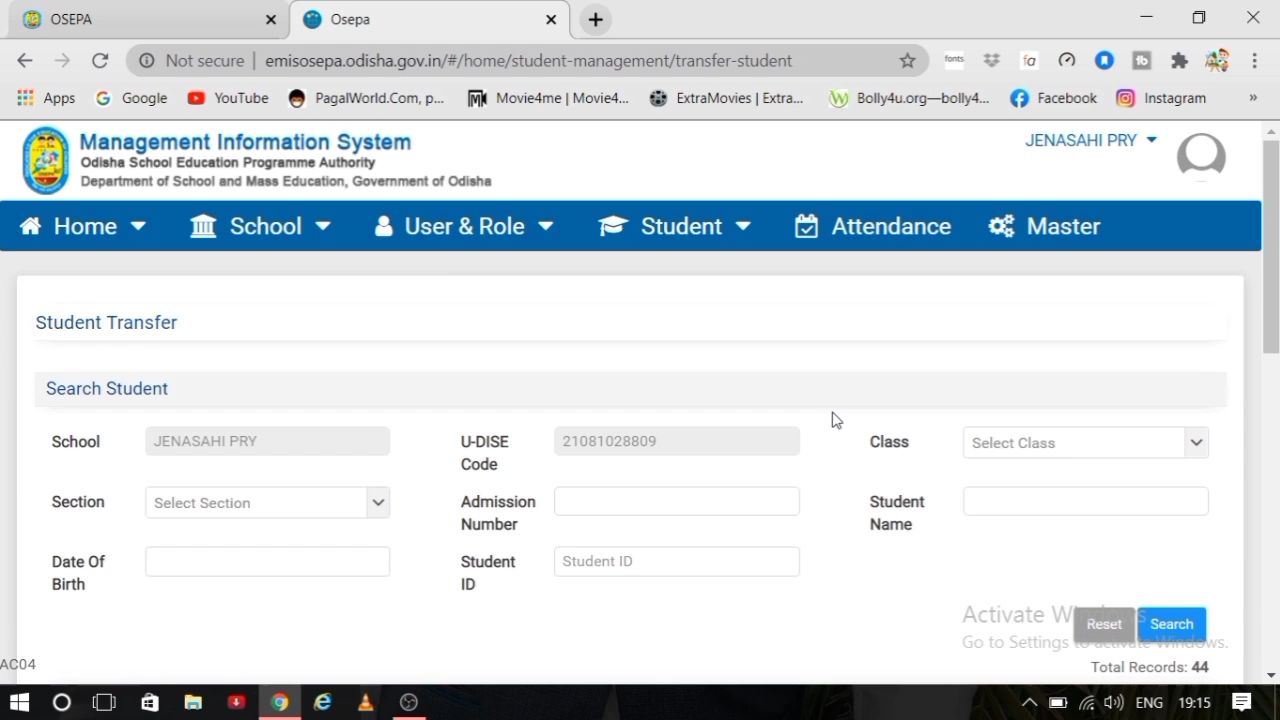 OSEPA
Osepa
Not secure | emisosepa.odisha.gov.in/#/home/student-management/transfer-student
fonts
Apps Google YouTube PagalWorld.Com, p... Movie4me | Movie4... ExtraMovies | Extra... Bolly4u.org—bolly4... Facebook Instagram »
Management Information System
Odisha School Education Programme Authority
Department of School and Mass Education, Government of Odisha
JENASAHI PRY
Home School User & Role Student Attendance Master
Student Transfer
Search Student
School JENASAHI PRY U-DISE Code 21081028809 Class Select Class
Section Select Section Admission Number Student Name
Date Of Birth Student ID Student ID
Activate Windows
Reset Search
Go to Settings to activate Windows.
AC04
Total Records: 44
ENG 19:15